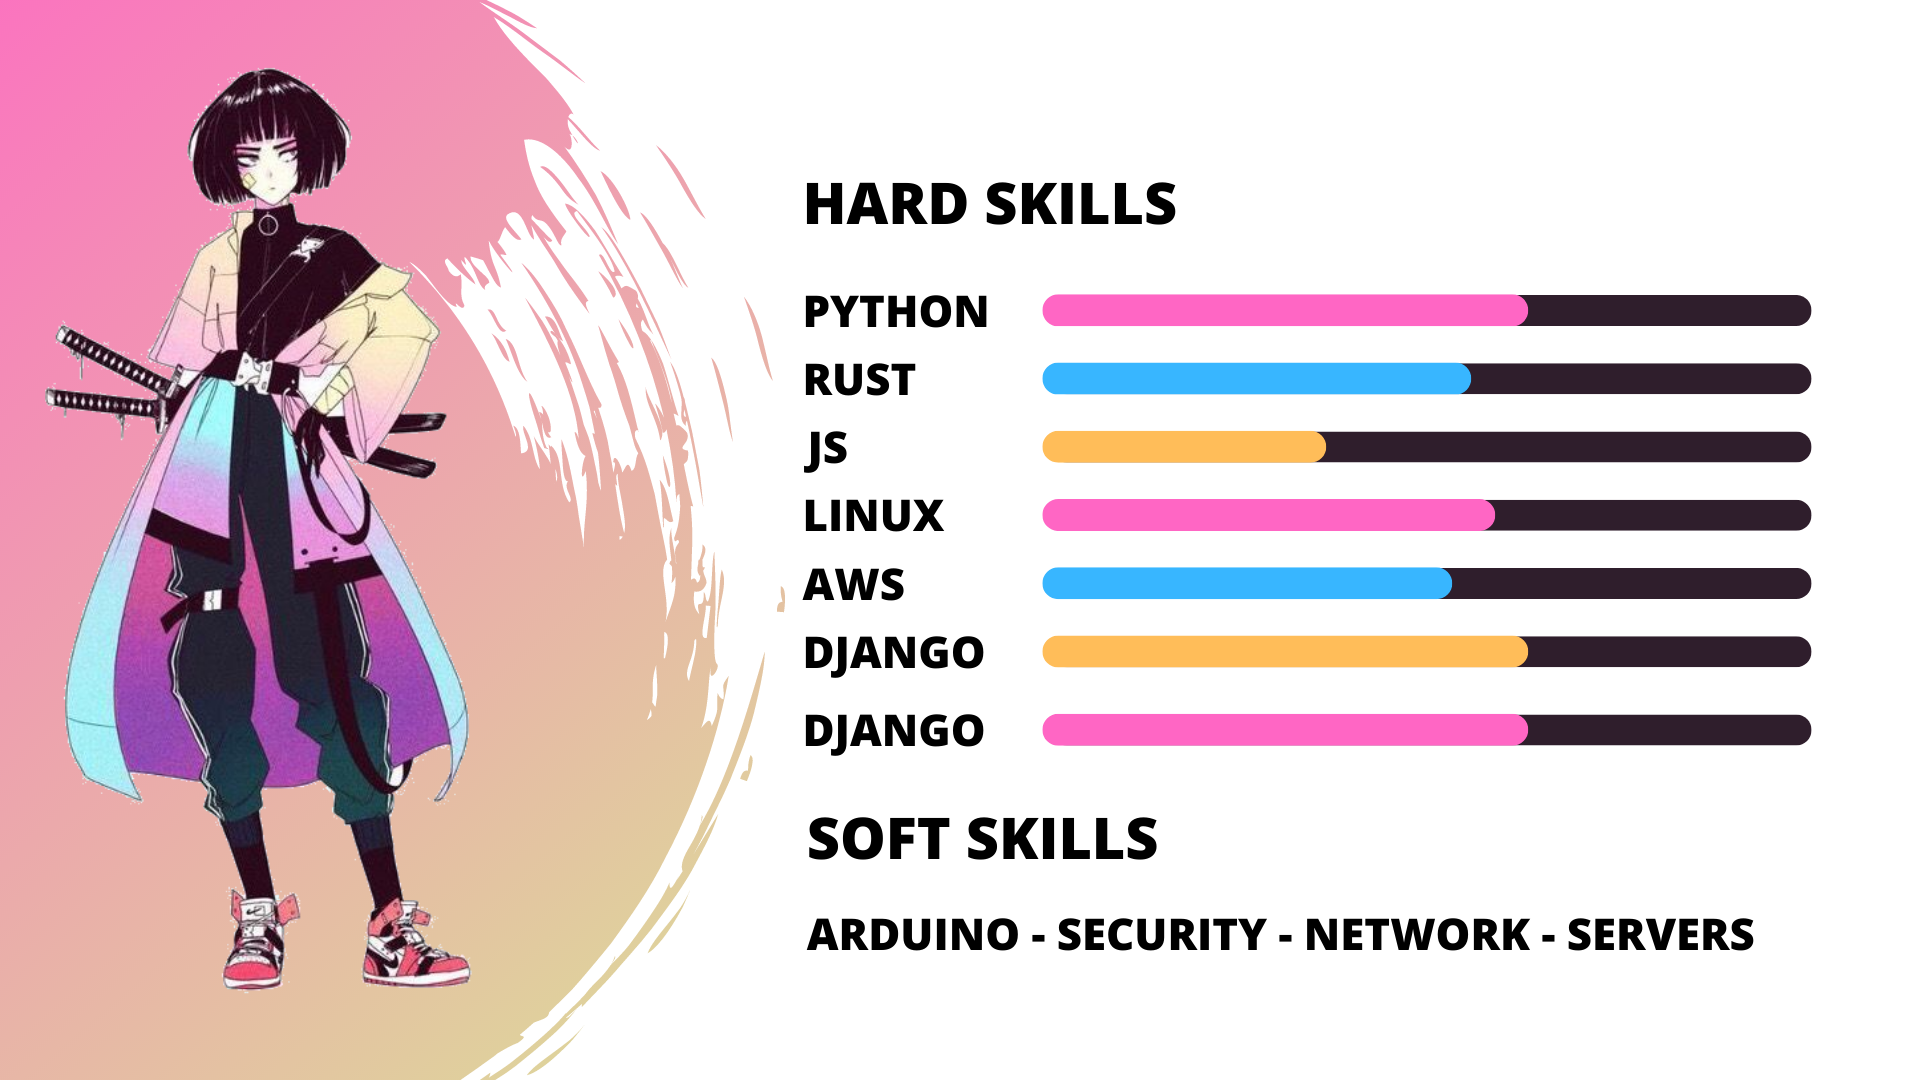 HARD SKILLS
PYTHON
RUST
JS
LINUX
AWS
DJANGO
DJANGO
SOFT SKILLS
ARDUINO - SECURITY - NETWORK - SERVERS